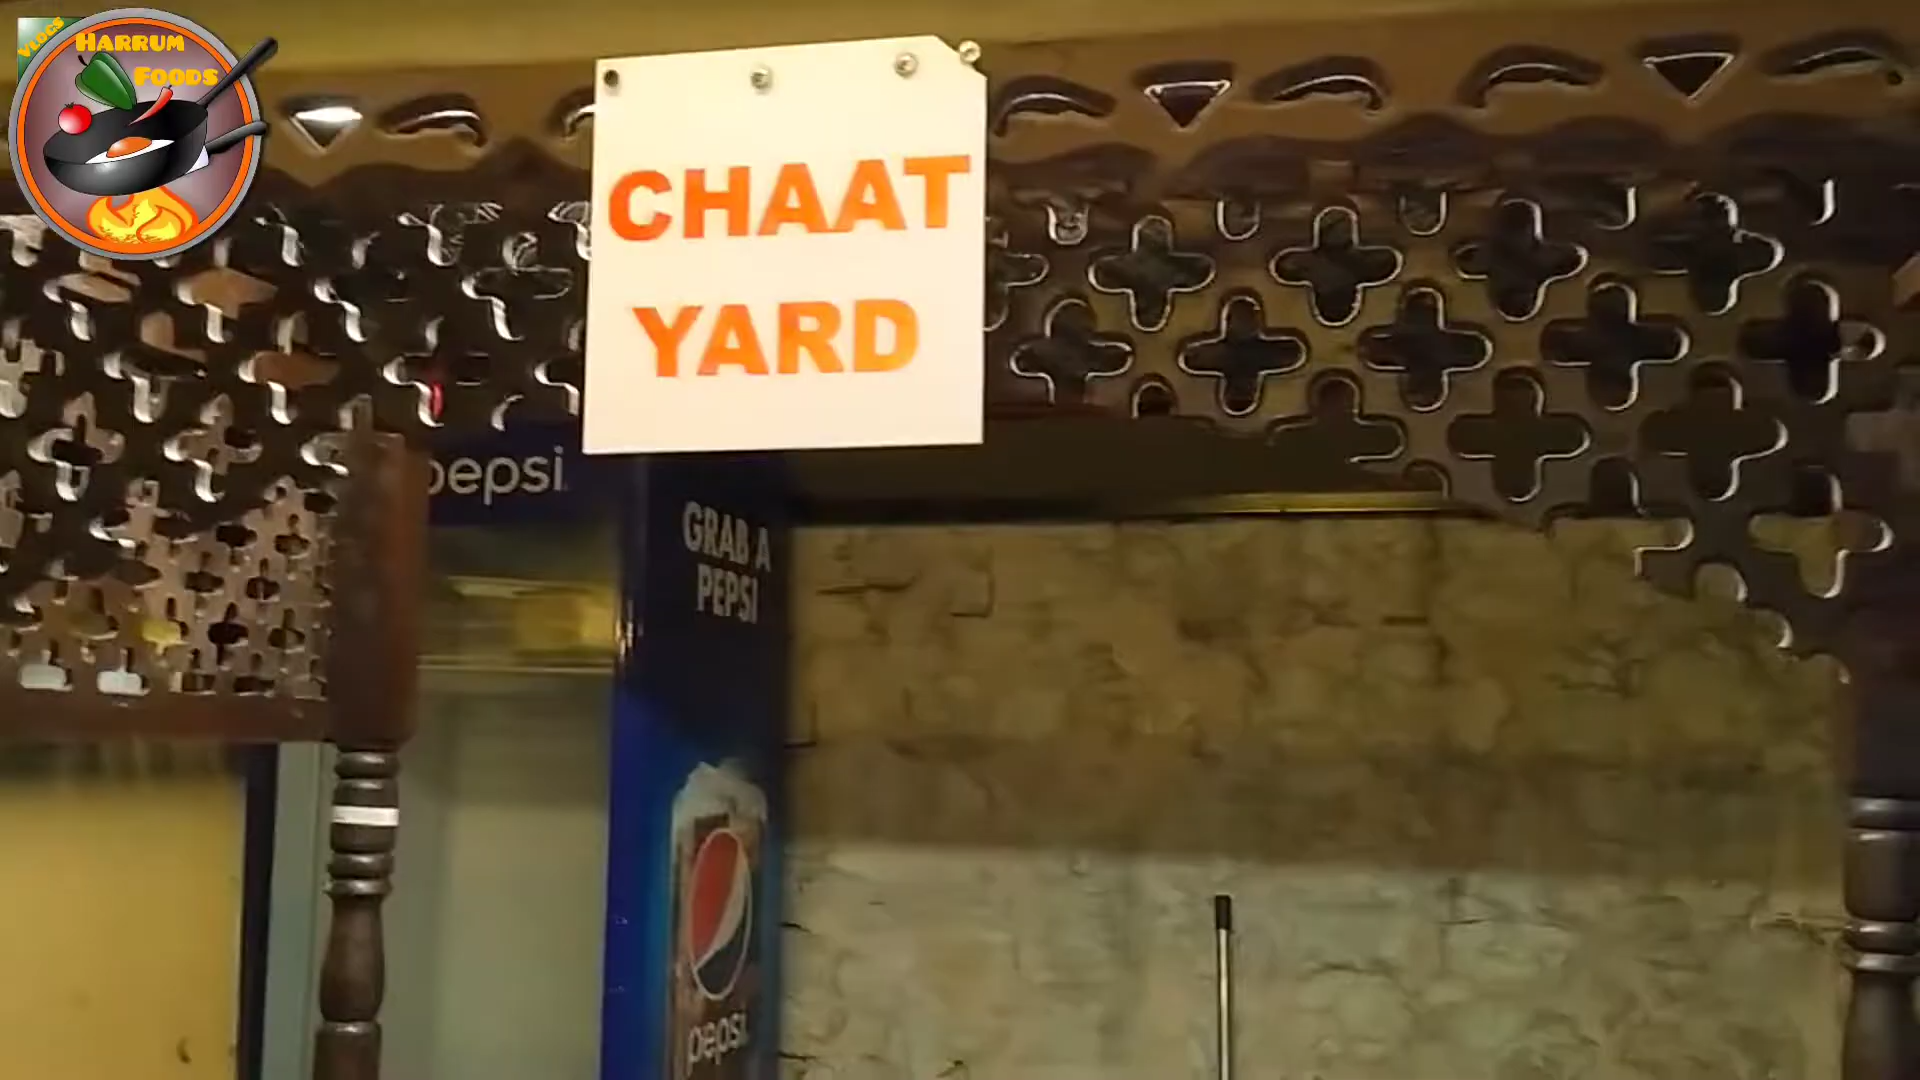 VLOGS
HARRUM
FOODS
CHAAT
YARD
pepsi
GRAB A
PEPSI
pepsi